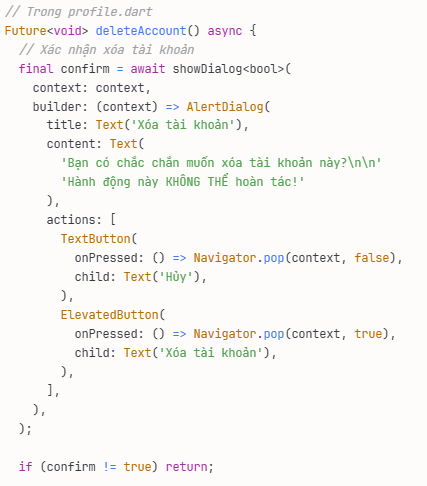 // Trong profile.dart
Future<void> deleteAccount() async {
  // Xác nhận xóa tài khoản
  final confirm = await showDialog<bool>(
    context: context,
    builder: (context) => AlertDialog(
      title: Text('Xóa tài khoản'),
      content: Text(
        'Bạn có chắc chắn muốn xóa tài khoản này?\n\n'
        'Hành động này KHÔNG THỂ hoàn tác!'
      ),
      actions: [
        TextButton(
          onPressed: () => Navigator.pop(context, false),
          child: Text('Hủy'),
        ),
        ElevatedButton(
          onPressed: () => Navigator.pop(context, true),
          child: Text('Xóa tài khoản'),
        ),
      ],
    ),
  );
  if (confirm != true) return;